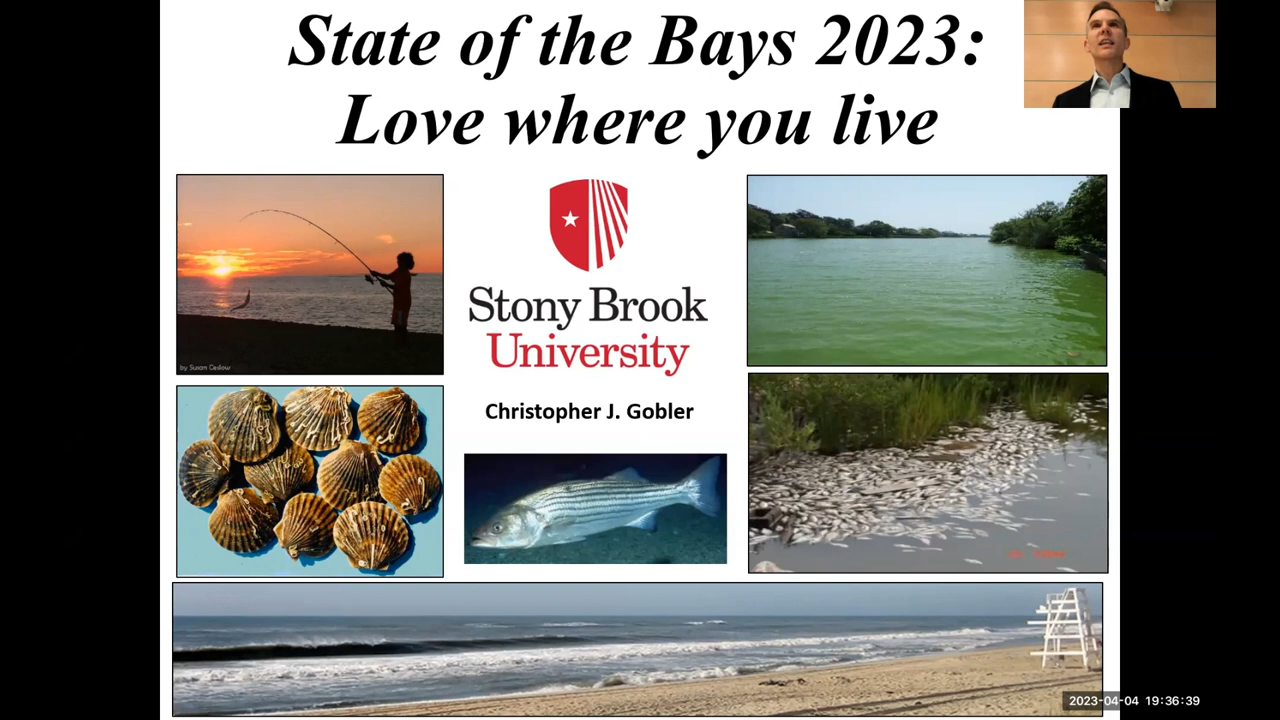 State of the Bays 2023:
Love where you live
by Susan Ceslow
Stony Brook
University
Christopher J. Gobler
2023-04-04 19:36:39